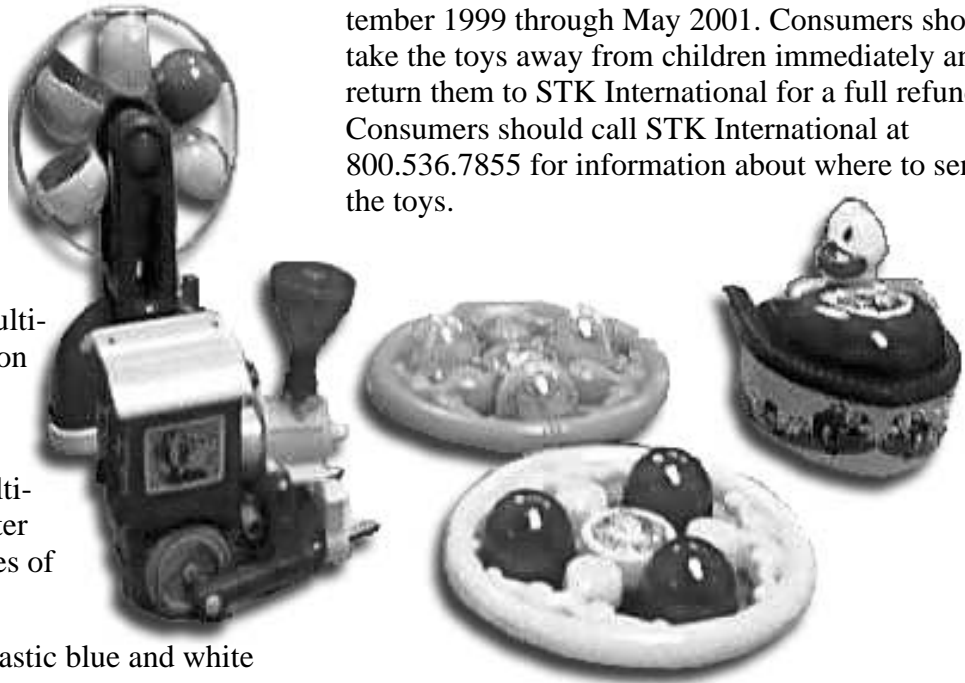 tember 1999 through May 2001. Consumers sho
take the toys away from children immediately an
return them to STK International for a full refun
Consumers should call STK International at
800.536.7855 for information about where to sen
the toys.
ulti-
on
lti-
ter
es of
astic blue and white